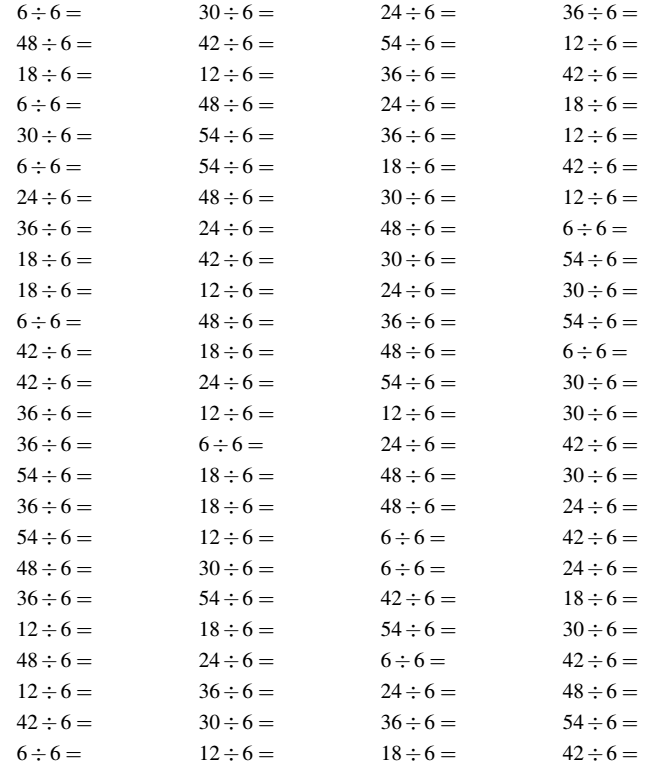 6÷6= 30÷6= 24÷6= 36÷6=
48÷6= 42÷6= 54÷6= 12÷6=
18÷6= 12÷6= 36÷6= 42÷6=
6÷6= 48÷6= 24÷6= 18÷6=
30÷6= 54÷6= 36÷6= 12÷6=
6÷6= 54÷6= 18÷6= 42÷6=
24÷6= 48÷6= 30÷6= 12÷6=
36÷6= 24÷6= 48÷6= 6÷6=
18÷6= 42÷6= 30÷6= 54÷6=
18÷6= 12÷6= 24÷6= 30÷6=
6÷6= 48÷6= 36÷6= 54÷6=
42÷6= 18÷6= 48÷6= 6÷6=
42÷6= 24÷6= 54÷6= 30÷6=
36÷6= 12÷6= 12÷6= 30÷6=
36÷6= 6÷6= 24÷6= 42÷6=
54÷6= 18÷6= 48÷6= 30÷6=
36÷6= 18÷6= 48÷6= 24÷6=
54÷6= 12÷6= 6÷6= 42÷6=
48÷6= 30÷6= 6÷6= 24÷6=
36÷6= 54÷6= 42÷6= 18÷6=
12÷6= 18÷6= 54÷6= 30÷6=
48÷6= 24÷6= 6÷6= 42÷6=
12÷6= 36÷6= 24÷6= 48÷6=
42÷6= 30÷6= 36÷6= 54÷6=
6÷6= 12÷6= 18÷6= 42÷6=